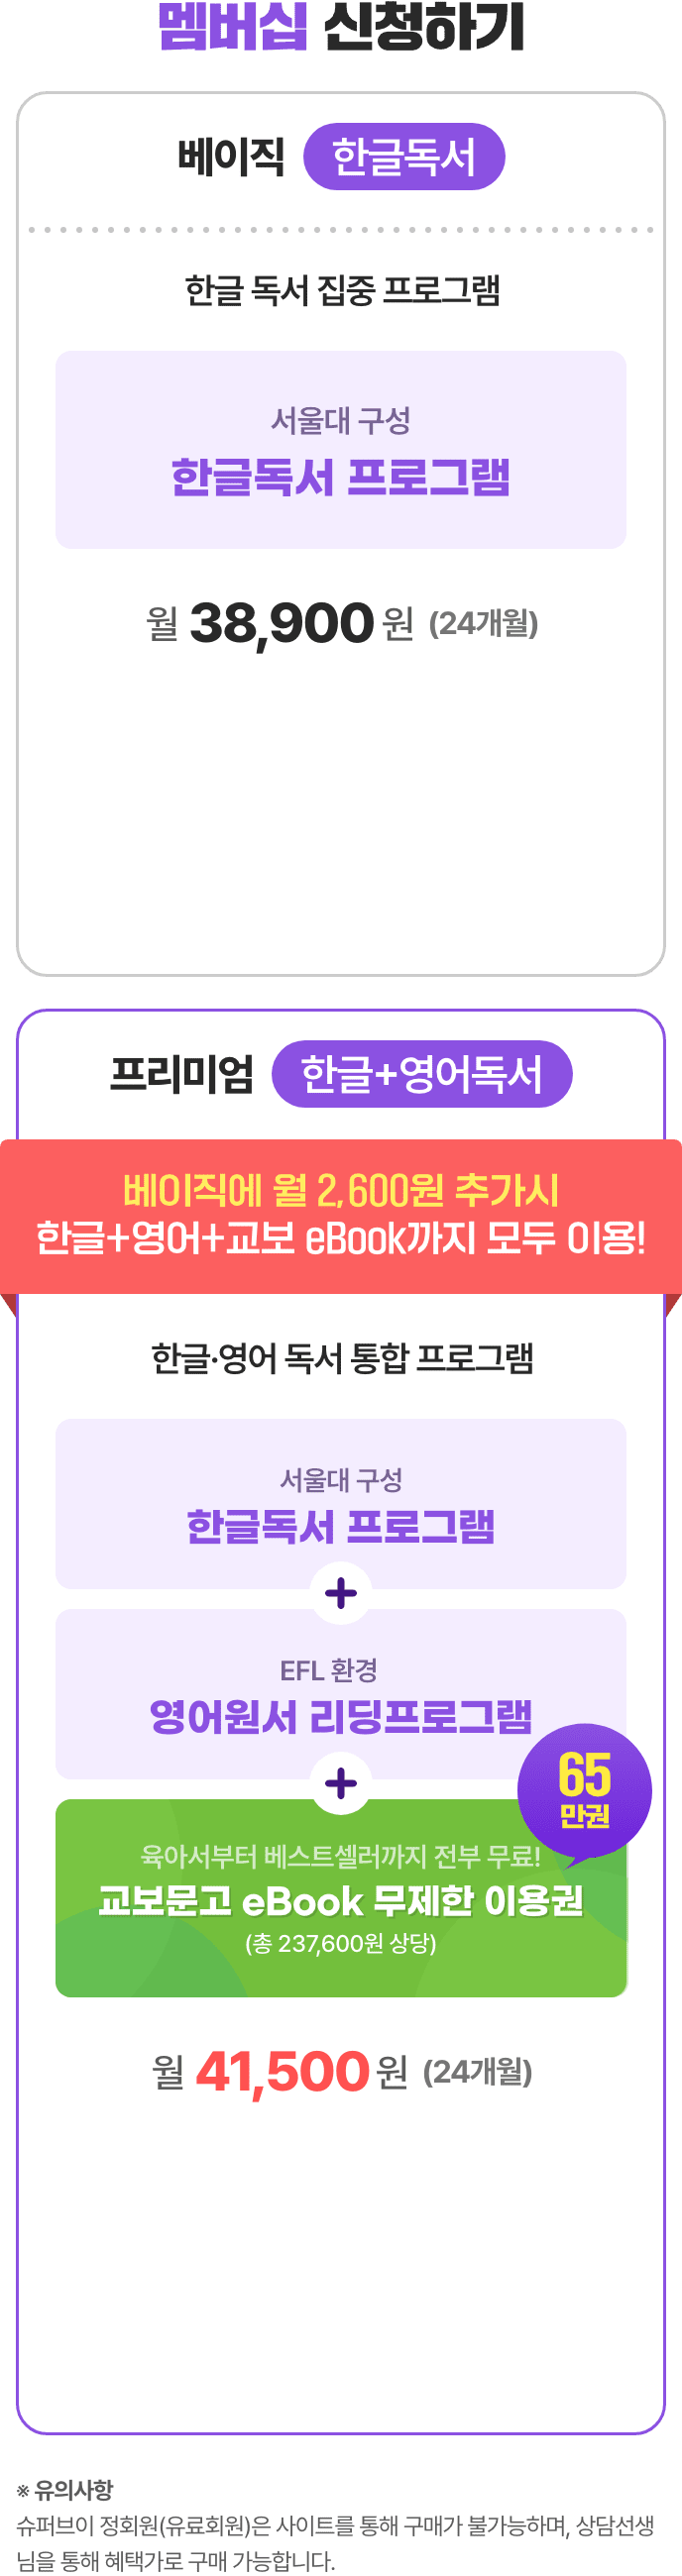 멤버십 신청하기
베이직 한글독서
한글 독서 집중 프로그램
서울대 구성
한글독서 프로그램
월 38,900 원 (24개월)
프리미엄 한글+영어독서
베이직에 월 2,600원 추가시
한글+영어+교보 eBook까지 모두 이용!
한글·영어 독서 통합 프로그램
서울대 구성
한글독서 프로그램
+
EFL 환경
영어원서 리딩프로그램
+
65
만권
육아서부터 베스트셀러까지 전부 무료!
교보문고 eBook 무제한 이용권
(총 237,600원 상당)
월 41,500 원 (24개월)
※ 유의사항
슈퍼브이 정회원(유료회원)은 사이트를 통해 구매가 불가능하며, 상담선생
님을 통해 혜택가로 구매 가능합니다.